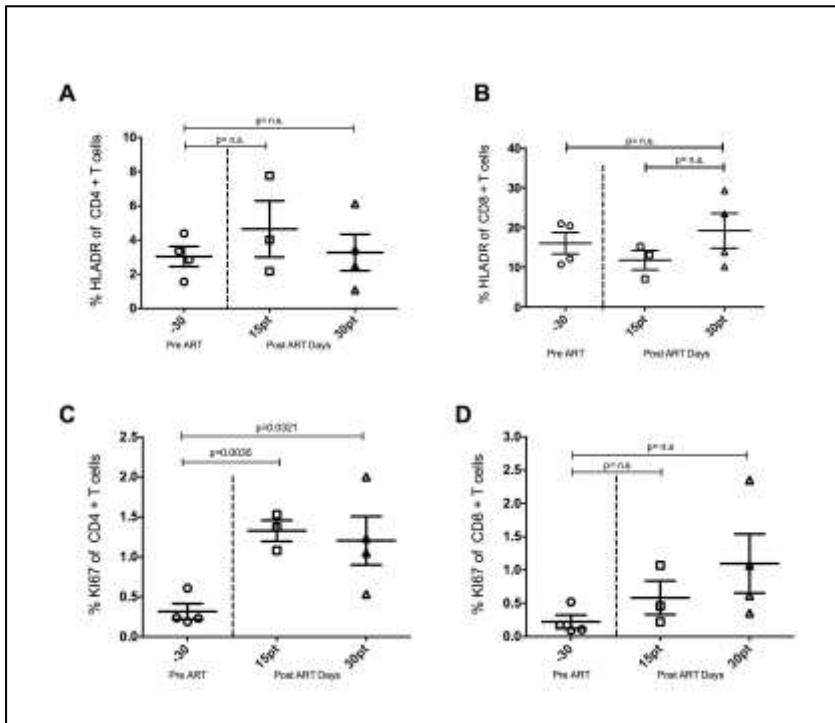 A
p= n.s.
p= n.s.
% HLADR of CD4 + T cells
10
8
6
4
2
0
-30
15pt
30pt
Pre ART
Post ART Days
B
p= n.s.
p= n.s.
% HLADR of CD8 + T cells
40
30
20
10
0
-30
15pt
30pt
Pre ART
Post ART Days
C
p=0.0321
p=0.0036
% KI67 of CD4 + T cells
2.5
2.0
1.5
1.0
0.5
0.0
-30
15pt
30pt
Pre ART
Post ART Days
D
p= n.s
p= n.s
% KI67 of CD8 + T cells
3.0
2.5
2.0
1.5
1.0
0.5
0.0
-30
15pt
30pt
Pre ART
Post ART Days